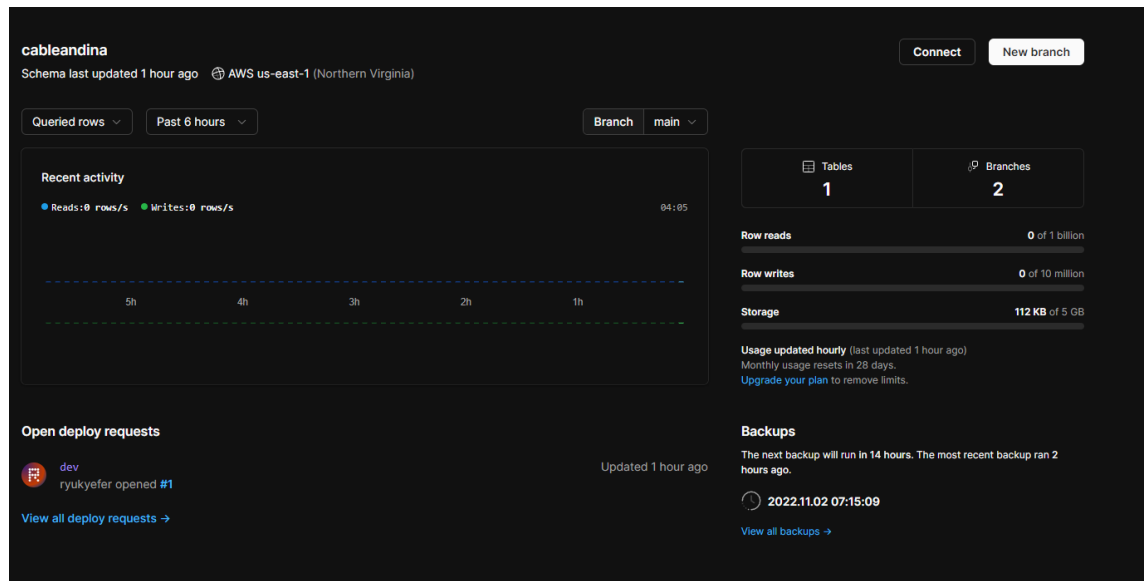 cableandina
Connect
New branch
Schema last updated 1 hour ago
AWS us-east-1 (Northern Virginia)
Queried rows
Past 6 hours
Branch
main
Recent activity
Reads:0 rows/s
Writes:0 rows/s
04:05
5h
4h
3h
2h
1h
Tables
1
Branches
2
Row reads
0 of 1 billion
Row writes
0 of 10 million
Storage
112 KB of 5 GB
Usage updated hourly (last updated 1 hour ago)
Monthly usage resets in 28 days.
Upgrade your plan to remove limits.
Open deploy requests
dev
ryukyefer opened #1
Updated 1 hour ago
View all deploy requests →
Backups
The next backup will run in 14 hours. The most recent backup ran 2
hours ago.
2022.11.02 07:15:09
View all backups →